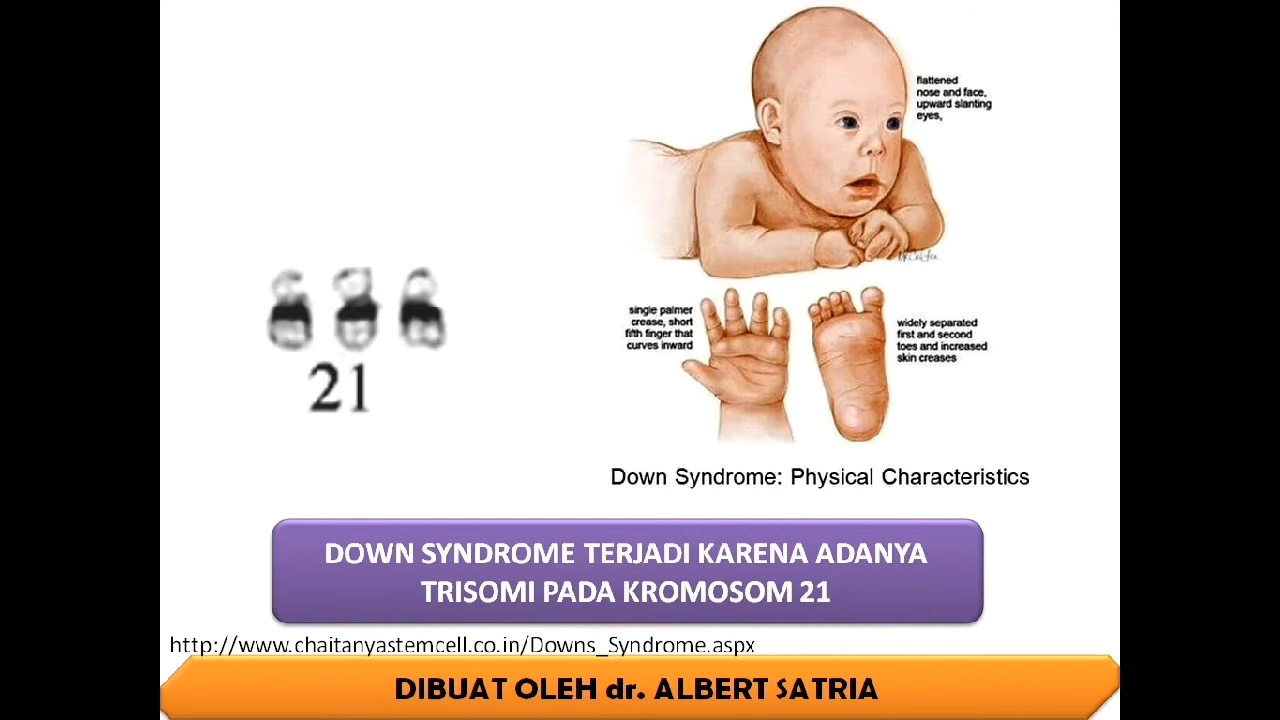 flattened
nose and face,
upward slanting
eyes,
single palmer
crease, short
fifth finger that
curves inward
widely separated
first and second
toes and increased
skin creases
21
Down Syndrome: Physical Characteristics
DOWN SYNDROME TERJADI KARENA ADANYA
TRISOMI PADA KROMOSOM 21
http://www.chaitanyastemcell.co.in/Downs_Syndrome.aspx
DIBUAT OLEH dr. ALBERT SATRIA